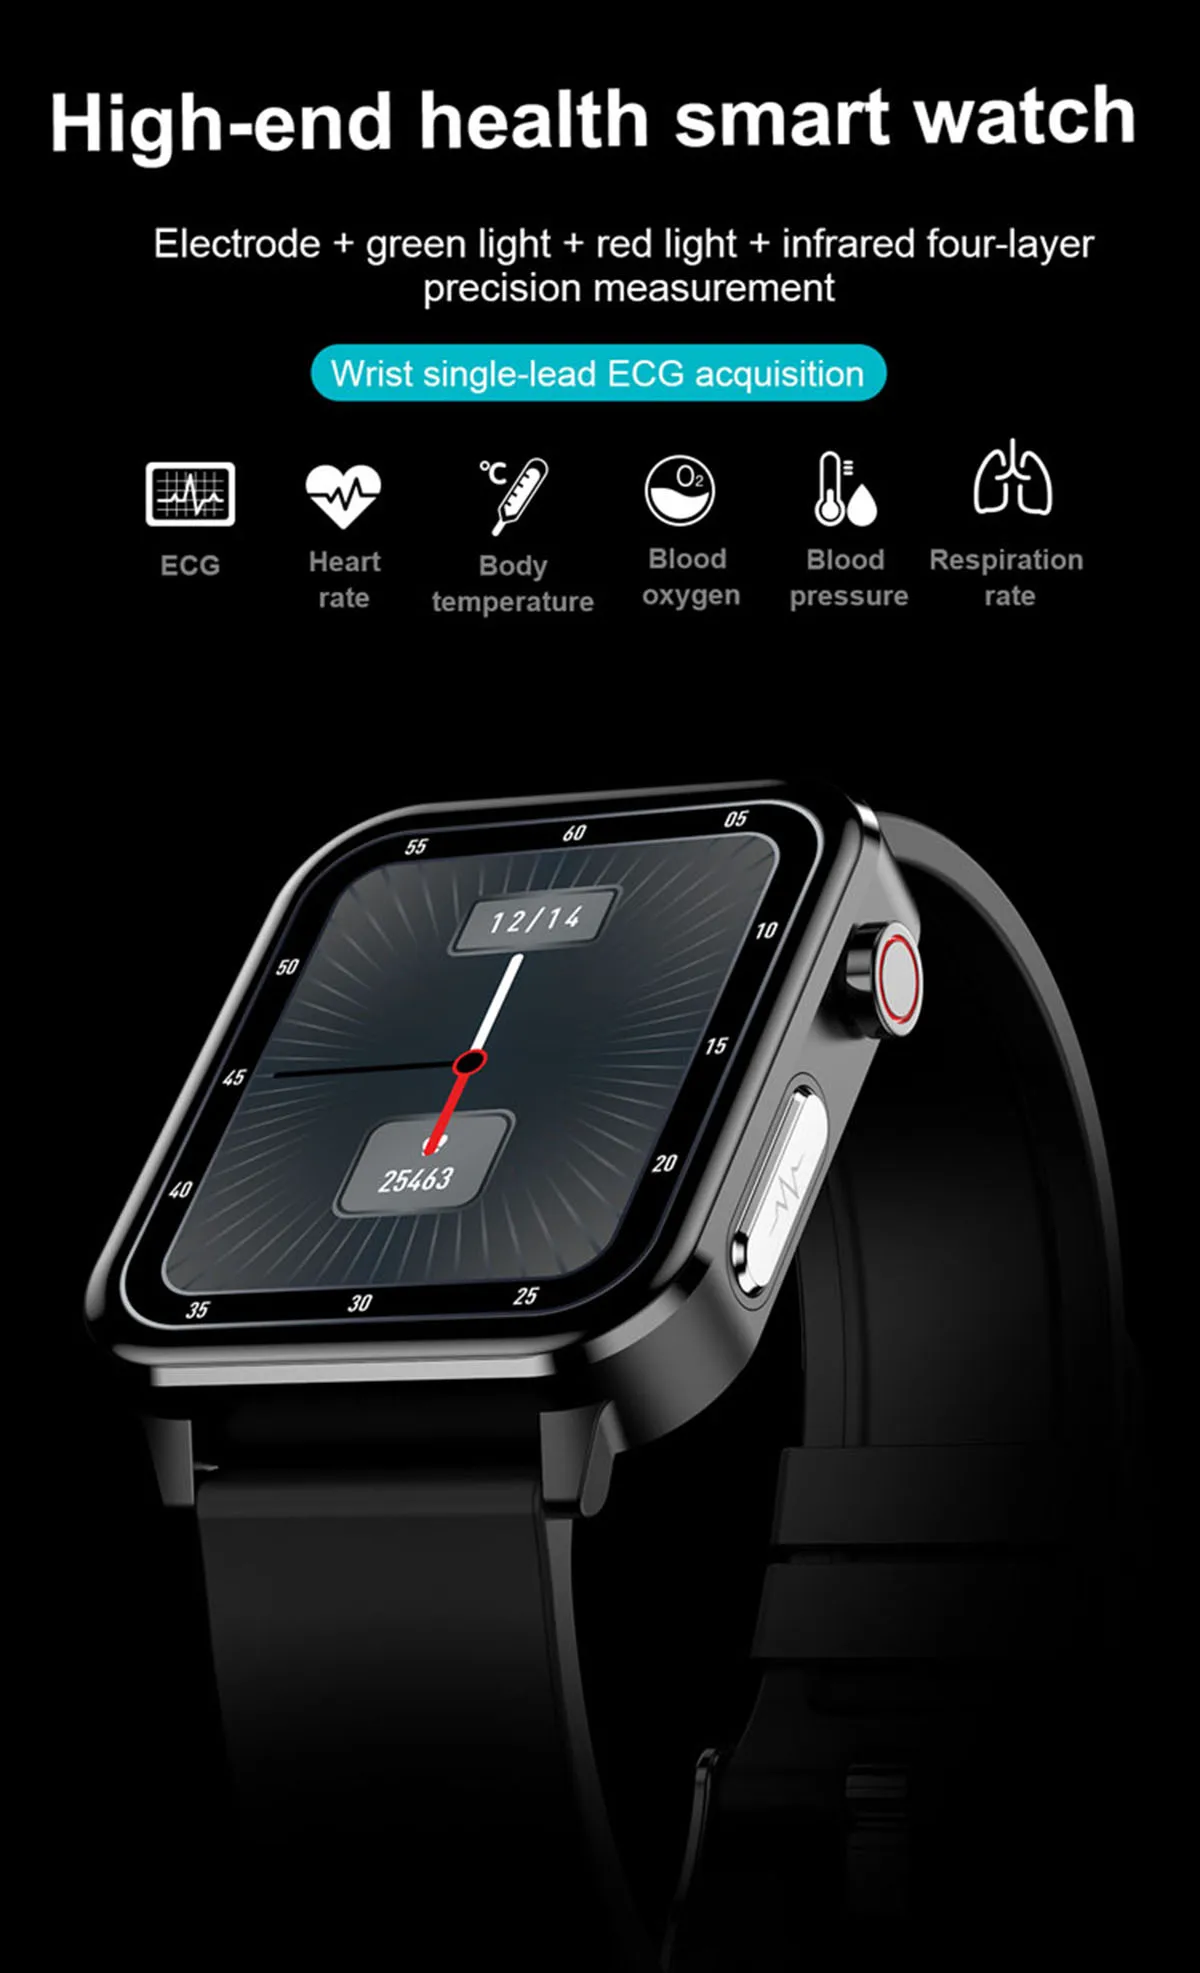 High-end health smart watch
Electrode + green light + red light + infrared four-layer
precision measurement
Wrist single-lead ECG acquisition
°C
O2
ECG
Heart
rate
Body
temperature
Blood
oxygen
Blood
pressure
Respiration
rate
55 60 05
12/14
50 10
45 15
25463
40 20
35 30 25